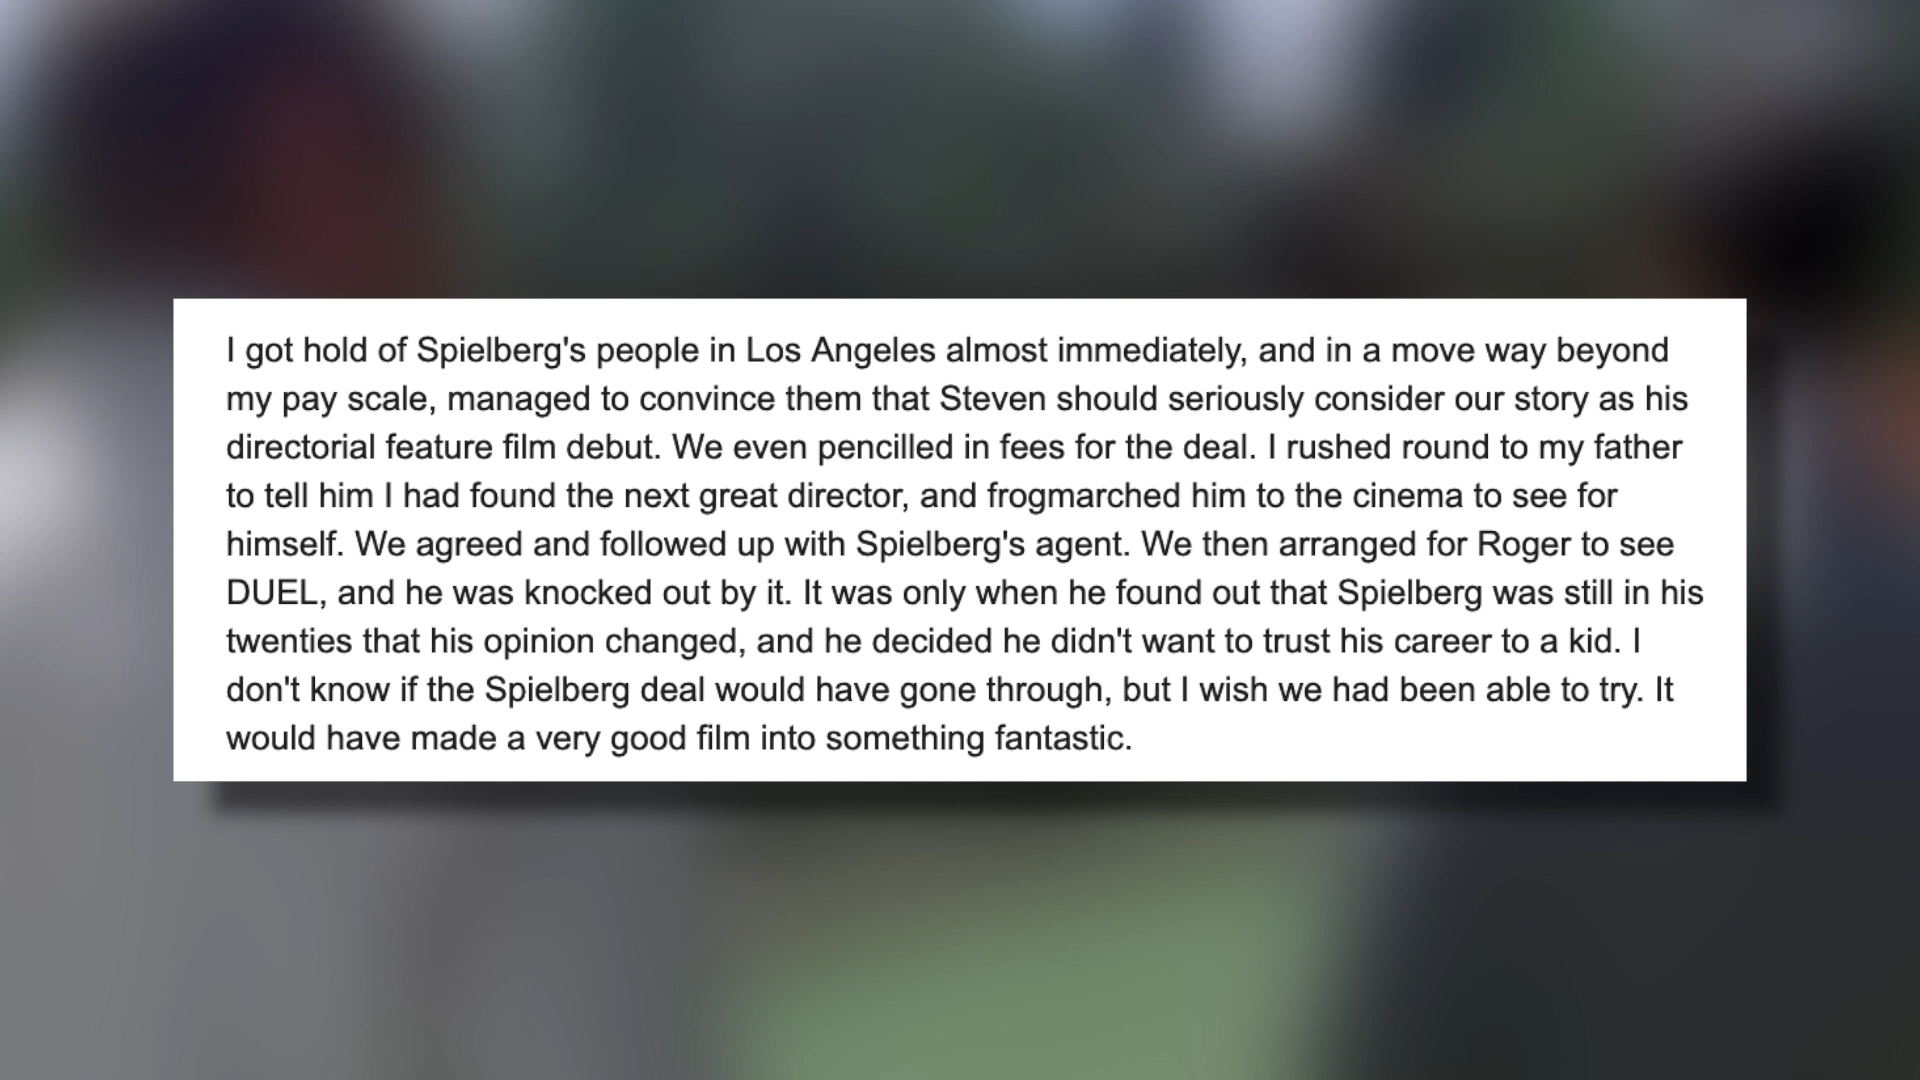 I got hold of Spielberg's people in Los Angeles almost immediately, and in a move way beyond
my pay scale, managed to convince them that Steven should seriously consider our story as his
directorial feature film debut. We even pencilled in fees for the deal. I rushed round to my father
to tell him I had found the next great director, and frogmarched him to the cinema to see for
himself. We agreed and followed up with Spielberg's agent. We then arranged for Roger to see
DUEL, and he was knocked out by it. It was only when he found out that Spielberg was still in his
twenties that his opinion changed, and he decided he didn't want to trust his career to a kid. I
don't know if the Spielberg deal would have gone through, but I wish we had been able to try. It
would have made a very good film into something fantastic.